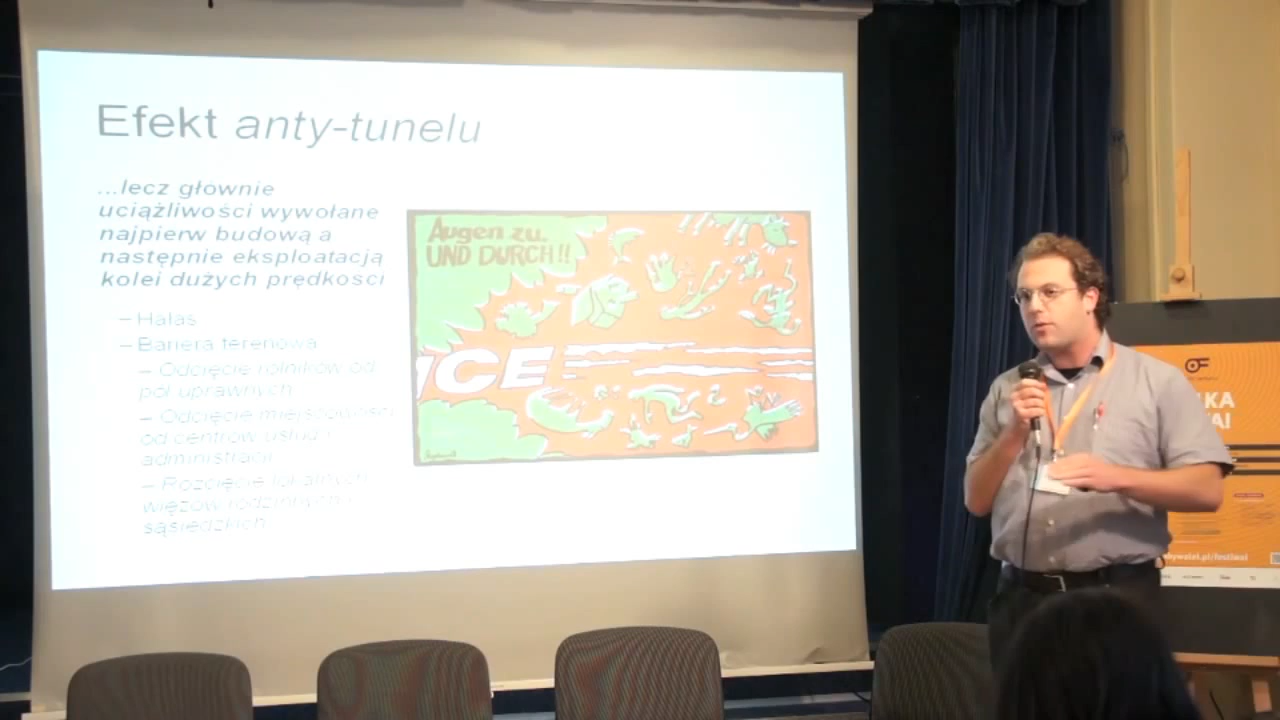 Efekt anty-tunelu
...lecz głównie
uciążliwości wywołane
najpierw budową a
następnie eksploatacją
kolei dużych prędkości
– Hałas
– Bariera terenowa
– Odcięcie rolników od
pól uprawnych
– Odcięcie miejscowości
od centrów usług i
administracji
– Rozcięcie lokalnych
więzów rodzinnych i
sąsiedzkich
Augen zu.
UND DURCH!!
ICE
OF